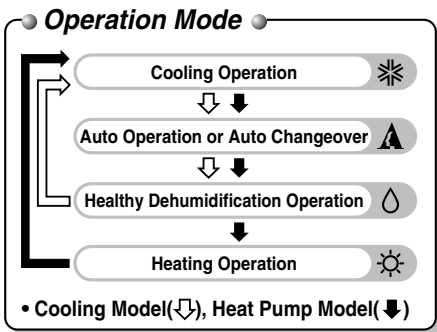 Operation Mode
Cooling Operation
Auto Operation or Auto Changeover
Healthy Dehumidification Operation
Heating Operation
• Cooling Model(⇩), Heat Pump Model(⬇)